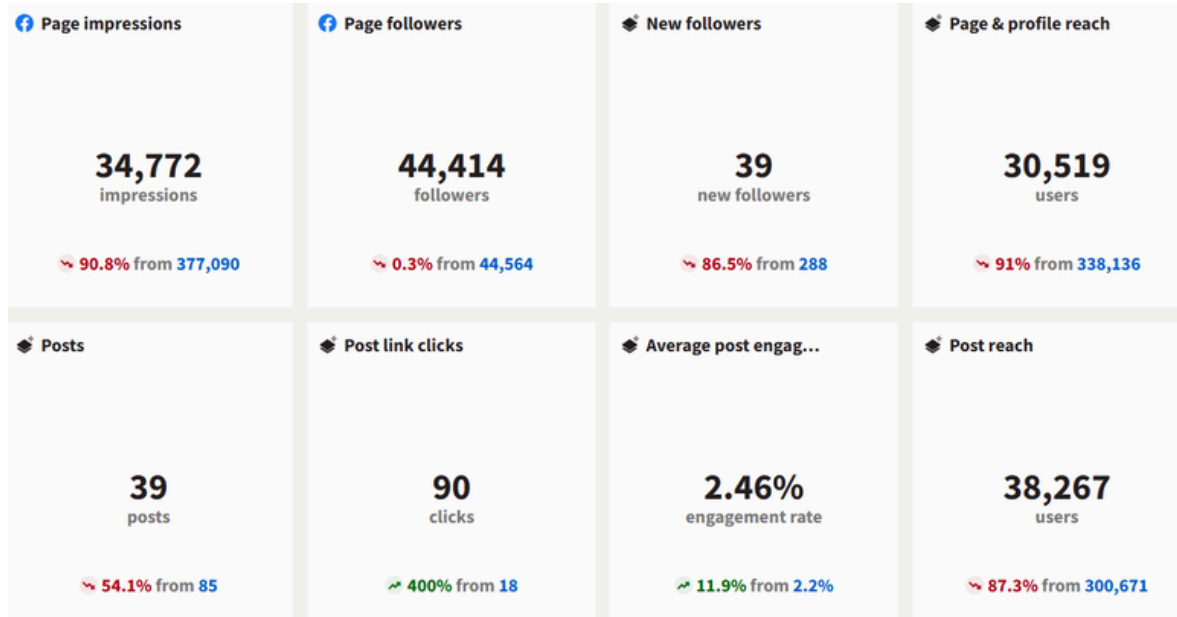 Page impressions
34,772
impressions
90.8% from 377,090
Page followers
44,414
followers
0.3% from 44,564
New followers
39
new followers
86.5% from 288
Page & profile reach
30,519
users
91% from 338,136
Posts
39
posts
54.1% from 85
Post link clicks
90
clicks
400% from 18
Average post engag...
2.46%
engagement rate
11.9% from 2.2%
Post reach
38,267
users
87.3% from 300,671